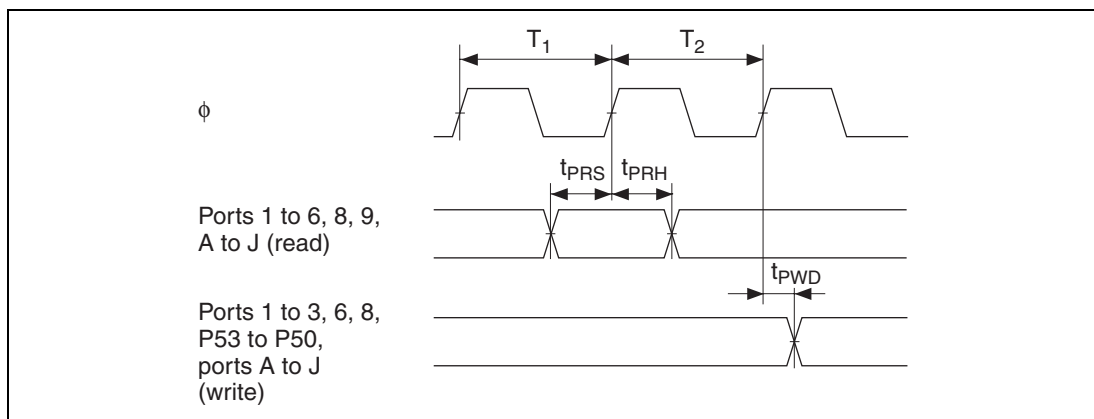 T1 T2
ϕ
tPRS tPRH
Ports 1 to 6, 8, 9,
A to J (read)
tPWD
Ports 1 to 3, 6, 8,
P53 to P50,
ports A to J
(write)